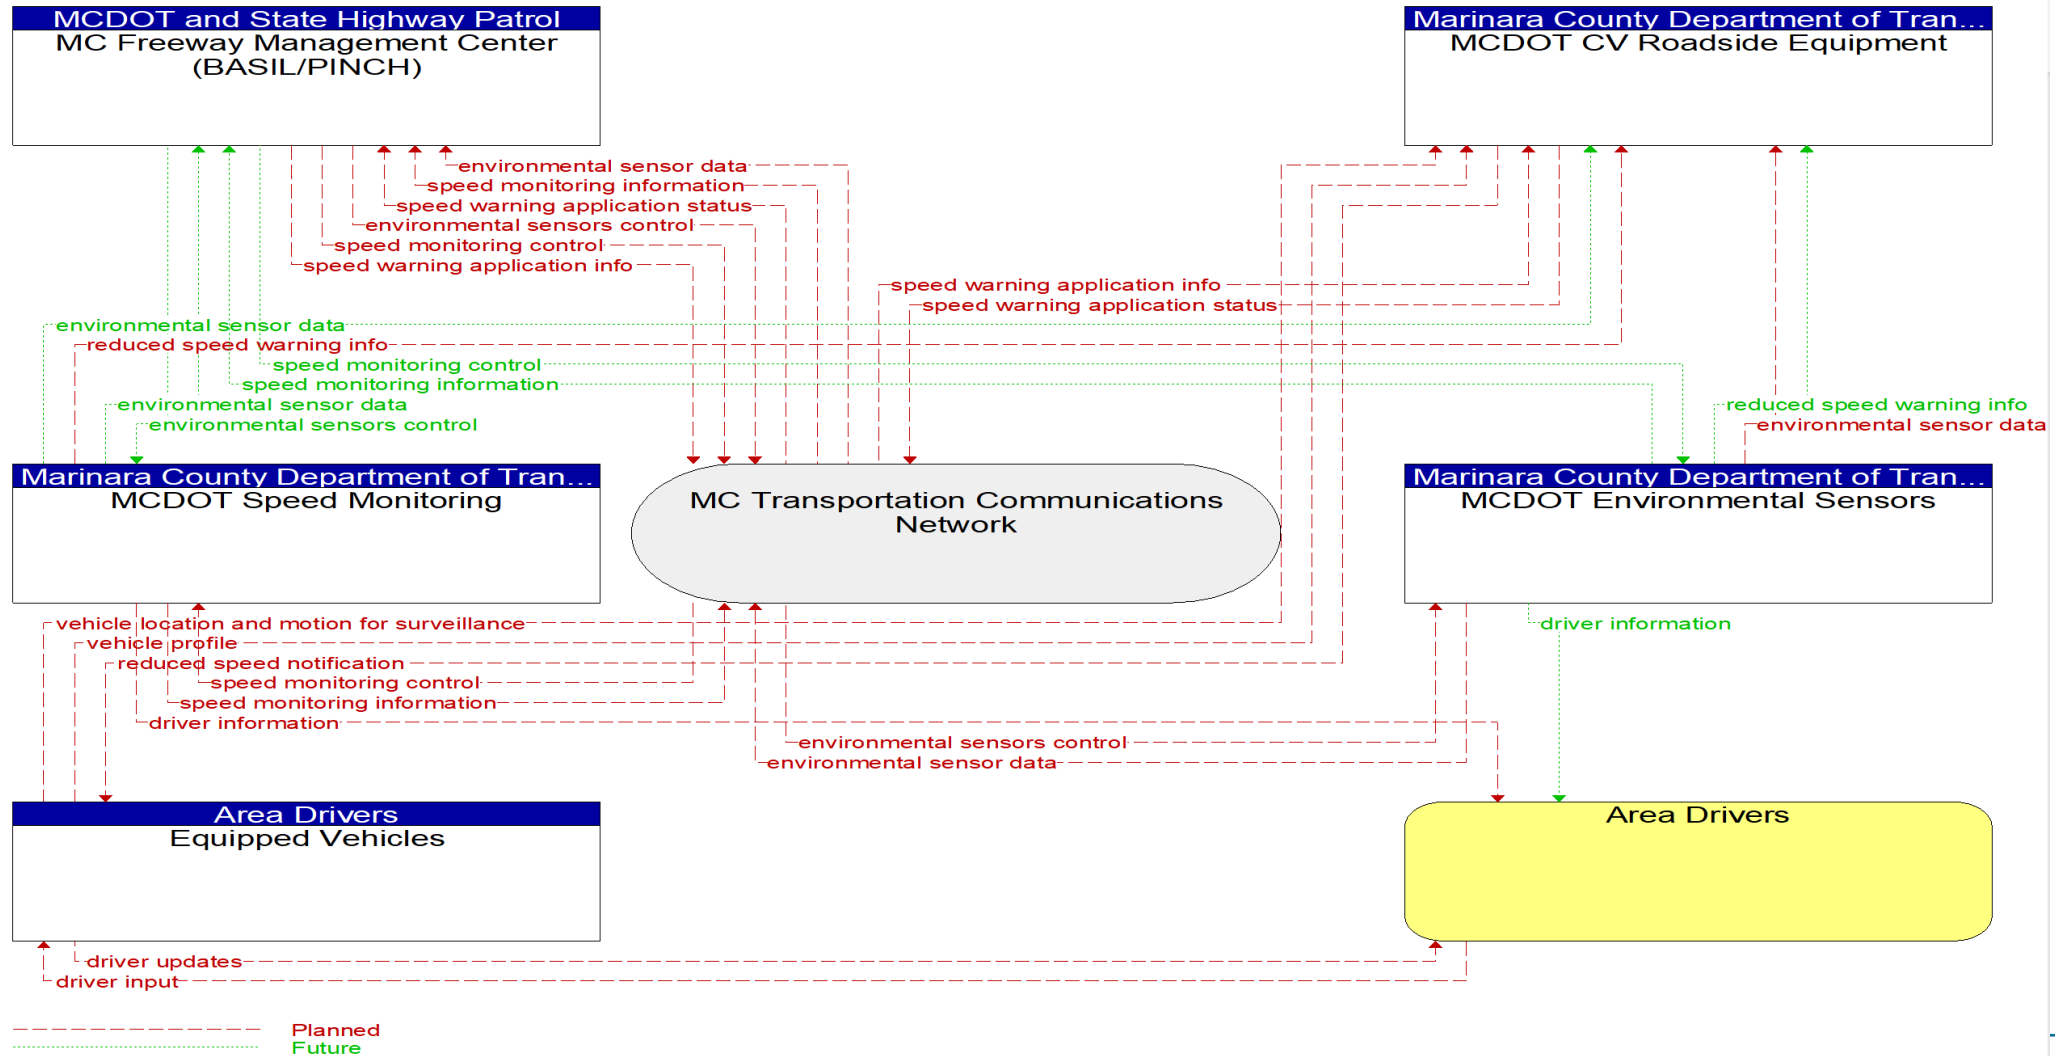 MCDOT and State Highway Patrol
MC Freeway Management Center
(BASIL/PINCH)
Marinara County Department of Tran...
MCDOT CV Roadside Equipment
environmental sensor data
speed monitoring information
speed warning application status
environmental sensors control
speed monitoring control
speed warning application info
speed warning application info
speed warning application status
environmental sensor data
reduced speed warning info
speed monitoring control
speed monitoring information
environmental sensor data
environmental sensors control
reduced speed warning info
environmental sensor data
Marinara County Department of Tran...
MCDOT Speed Monitoring
MC Transportation Communications
Network
Marinara County Department of Tran...
MCDOT Environmental Sensors
vehicle location and motion for surveillance
vehicle profile
reduced speed notification
speed monitoring control
speed monitoring information
driver information
driver information
environmental sensors control
environmental sensor data
Area Drivers
Equipped Vehicles
Area Drivers
driver updates
driver input
Planned
Future